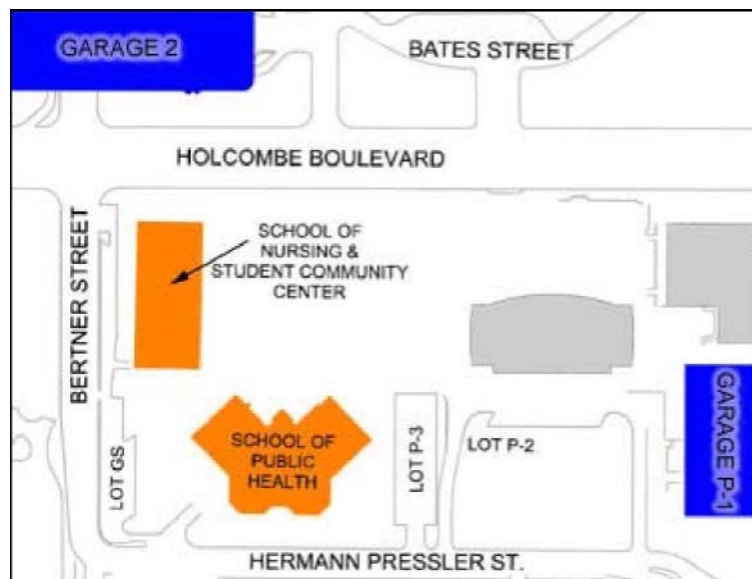 GARAGE 2
BATES STREET
HOLCOMBE BOULEVARD
BERTNER STREET
SCHOOL OF
NURSING &
STUDENT COMMUNITY
CENTER
GARAGE P-1
SCHOOL OF
PUBLIC
HEALTH
LOT GS
LOT P-3
LOT P-2
HERMANN PRESSLER ST.